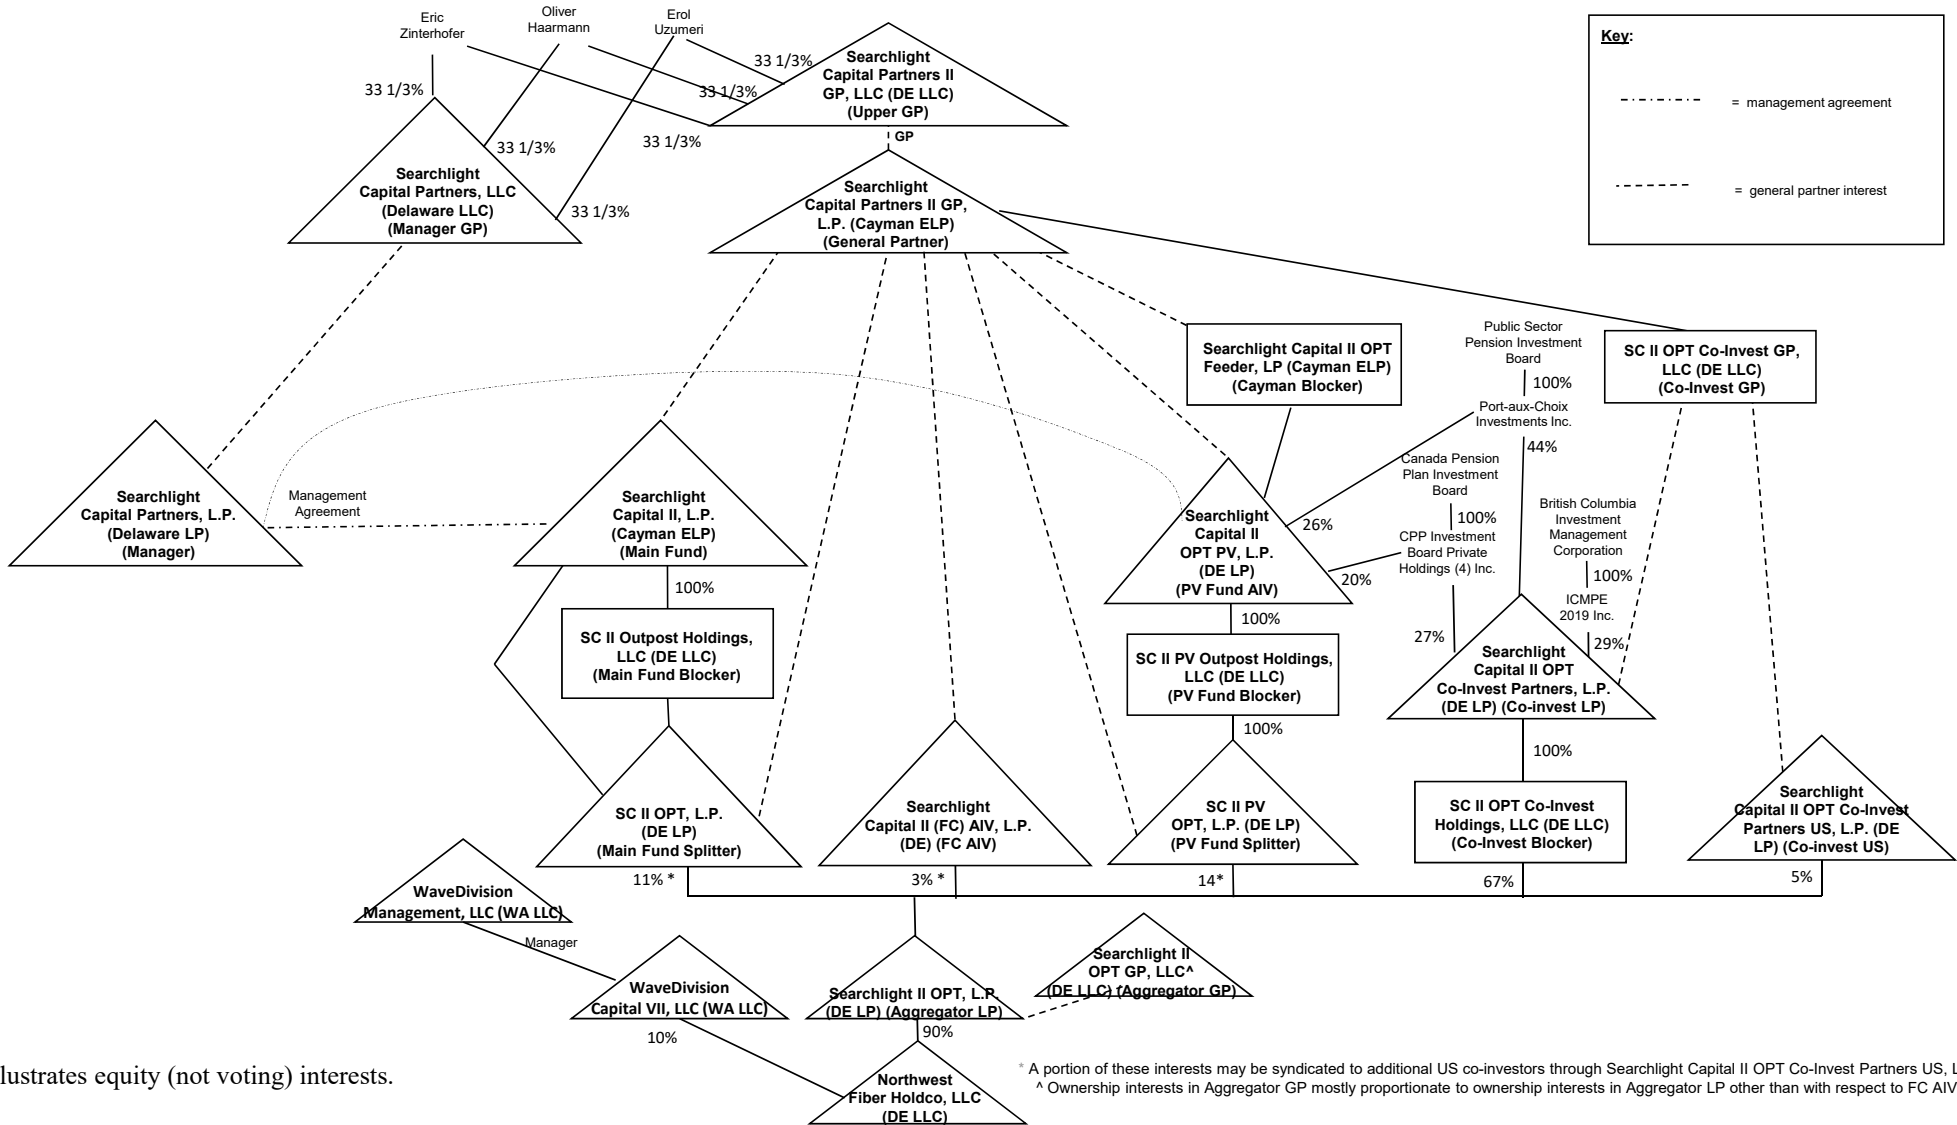 Eric
Zinterhofer
Oliver
Haarmann
Erol
Uzumeri
33 1/3%
33 1/3%
33 1/3%
33 1/3%
33 1/3%
33 1/3%
Searchlight
Capital Partners II
GP, LLC (DE LLC)
(Upper GP)
GP
Key:
= management agreement
= general partner interest
Searchlight
Capital Partners, LLC
(Delaware LLC)
(Manager GP)
Searchlight
Capital Partners II GP,
L.P. (Cayman ELP)
(General Partner)
Searchlight Capital II OPT
Feeder, LP (Cayman ELP)
(Cayman Blocker)
Public Sector
Pension Investment
Board
100%
Port-aux-Choix
Investments Inc.
44%
SC II OPT Co-Invest GP,
LLC (DE LLC)
(Co-Invest GP)
Canada Pension
Plan Investment
Board
100%
CPP Investment
Board Private
Holdings (4) Inc.
British Columbia
Investment
Management
Corporation
100%
ICMPE
2019 Inc.
Searchlight
Capital Partners, L.P.
(Delaware LP)
(Manager)
Management
Agreement
Searchlight
Capital II, L.P.
(Cayman ELP)
(Main Fund)
Searchlight
Capital II
OPT PV, L.P.
(DE LP)
(PV Fund AIV)
26%
20%
27%
29%
100%
SC II Outpost Holdings,
LLC (DE LLC)
(Main Fund Blocker)
100%
SC II PV Outpost Holdings,
LLC (DE LLC)
(PV Fund Blocker)
100%
Searchlight
Capital II OPT
Co-Invest Partners, L.P.
(DE LP) (Co-invest LP)
100%
SC II OPT, L.P.
(DE LP)
(Main Fund Splitter)
Searchlight
Capital II (FC) AIV, L.P.
(DE) (FC AIV)
SC II PV
OPT, L.P. (DE LP)
(PV Fund Splitter)
SC II OPT Co-Invest
Holdings, LLC (DE LLC)
(Co-Invest Blocker)
Searchlight
Capital II OPT Co-Invest
Partners US, L.P. (DE
LP) (Co-invest US)
11% *
3% *
14*
67%
5%
WaveDivision
Management, LLC (WA LLC)
Manager
WaveDivision
Capital VII, LLC (WA LLC)
10%
Searchlight II OPT, L.P.
(DE LP) (Aggregator LP)
90%
Searchlight II
OPT GP, LLC^
(DE LLC) (Aggregator GP)
Northwest
Fiber Holdco, LLC
(DE LLC)
lustrates equity (not voting) interests.
* A portion of these interests may be syndicated to additional US co-investors through Searchlight Capital II OPT Co-Invest Partners US, L
^ Ownership interests in Aggregator GP mostly proportionate to ownership interests in Aggregator LP other than with respect to FC AIV